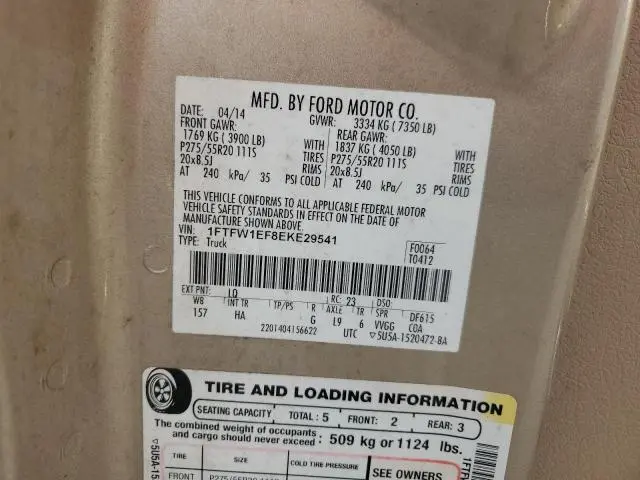 MFD. BY FORD MOTOR CO.
DATE: 04/14 GVWR: 3334 KG ( 7350 LB)
FRONT GAWR: REAR GAWR:
1769 KG ( 3900 LB) WITH 1837 KG ( 4050 LB) WITH
P275/55R20 111S TIRES P275/55R20 111S TIRES
20x8.5J RIMS 20x8.5J RIMS
AT 240 kPa/ 35 PSI COLD AT 240 kPa/ 35 PSI COLD
THIS VEHICLE CONFORMS TO ALL APPLICABLE FEDERAL MOTOR
VEHICLE SAFETY STANDARDS IN EFFECT ON THE DATE OF
MANUFACTURE SHOWN ABOVE.
VIN: 1FTFW1EF8EKE29541
TYPE: Truck
F0064
T0412
EXT PNT: LQ RC: 23 DSO:
WB INT TR TP/PS R AXLE TR SPR DF615
157 HA G L9 6 VVGG COA
2201404156622 UTC ▽5U5A-1520472-BA
TIRE AND LOADING INFORMATION
SEATING CAPACITY TOTAL: 5 FRONT: 2 REAR: 3
The combined weight of occupants
and cargo should never exceed : 509 kg or 1124 lbs.
TIRE SIZE COLD TIRE PRESSURE SEE OWNERS
FRONT P275/55R20 111S
▽5U5A-15
1FTF